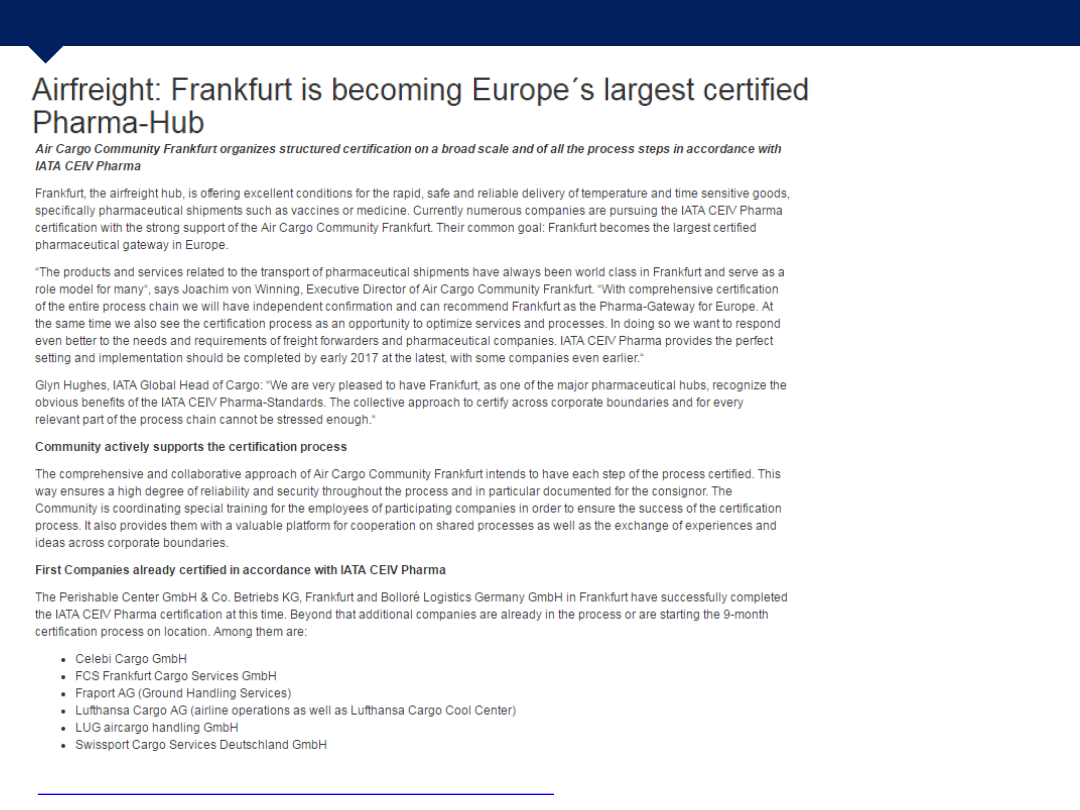 Airfreight: Frankfurt is becoming Europe´s largest certified
Pharma-Hub
Air Cargo Community Frankfurt organizes structured certification on a broad scale and of all the process steps in accordance with
IATA CEIV Pharma
Frankfurt, the airfreight hub, is offering excellent conditions for the rapid, safe and reliable delivery of temperature and time sensitive goods,
specifically pharmaceutical shipments such as vaccines or medicine. Currently numerous companies are pursuing the IATA CEIV Pharma
certification with the strong support of the Air Cargo Community Frankfurt. Their common goal: Frankfurt becomes the largest certified
pharmaceutical gateway in Europe.
“The products and services related to the transport of pharmaceutical shipments have always been world class in Frankfurt and serve as a
role model for many“, says Joachim von Winning, Executive Director of Air Cargo Community Frankfurt. “With comprehensive certification
of the entire process chain we will have independent confirmation and can recommend Frankfurt as the Pharma-Gateway for Europe. At
the same time we also see the certification process as an opportunity to optimize services and processes. In doing so we want to respond
even better to the needs and requirements of freight forwarders and pharmaceutical companies. IATA CEIV Pharma provides the perfect
setting and implementation should be completed by early 2017 at the latest, with some companies even earlier.“
Glyn Hughes, IATA Global Head of Cargo: “We are very pleased to have Frankfurt, as one of the major pharmaceutical hubs, recognize the
obvious benefits of the IATA CEIV Pharma-Standards. The collective approach to certify across corporate boundaries and for every
relevant part of the process chain cannot be stressed enough.“
Community actively supports the certification process
The comprehensive and collaborative approach of Air Cargo Community Frankfurt intends to have each step of the process certified. This
way ensures a high degree of reliability and security throughout the process and in particular documented for the consignor. The
Community is coordinating special training for the employees of participating companies in order to ensure the success of the certification
process. It also provides them with a valuable platform for cooperation on shared processes as well as the exchange of experiences and
ideas across corporate boundaries.
First Companies already certified in accordance with IATA CEIV Pharma
The Perishable Center GmbH & Co. Betriebs KG, Frankfurt and Bolloré Logistics Germany GmbH in Frankfurt have successfully completed
the IATA CEIV Pharma certification at this time. Beyond that additional companies are already in the process or are starting the 9-month
certification process on location. Among them are:
• Celebi Cargo GmbH
• FCS Frankfurt Cargo Services GmbH
• Fraport AG (Ground Handling Services)
• Lufthansa Cargo AG (airline operations as well as Lufthansa Cargo Cool Center)
• LUG aircargo handling GmbH
• Swissport Cargo Services Deutschland GmbH